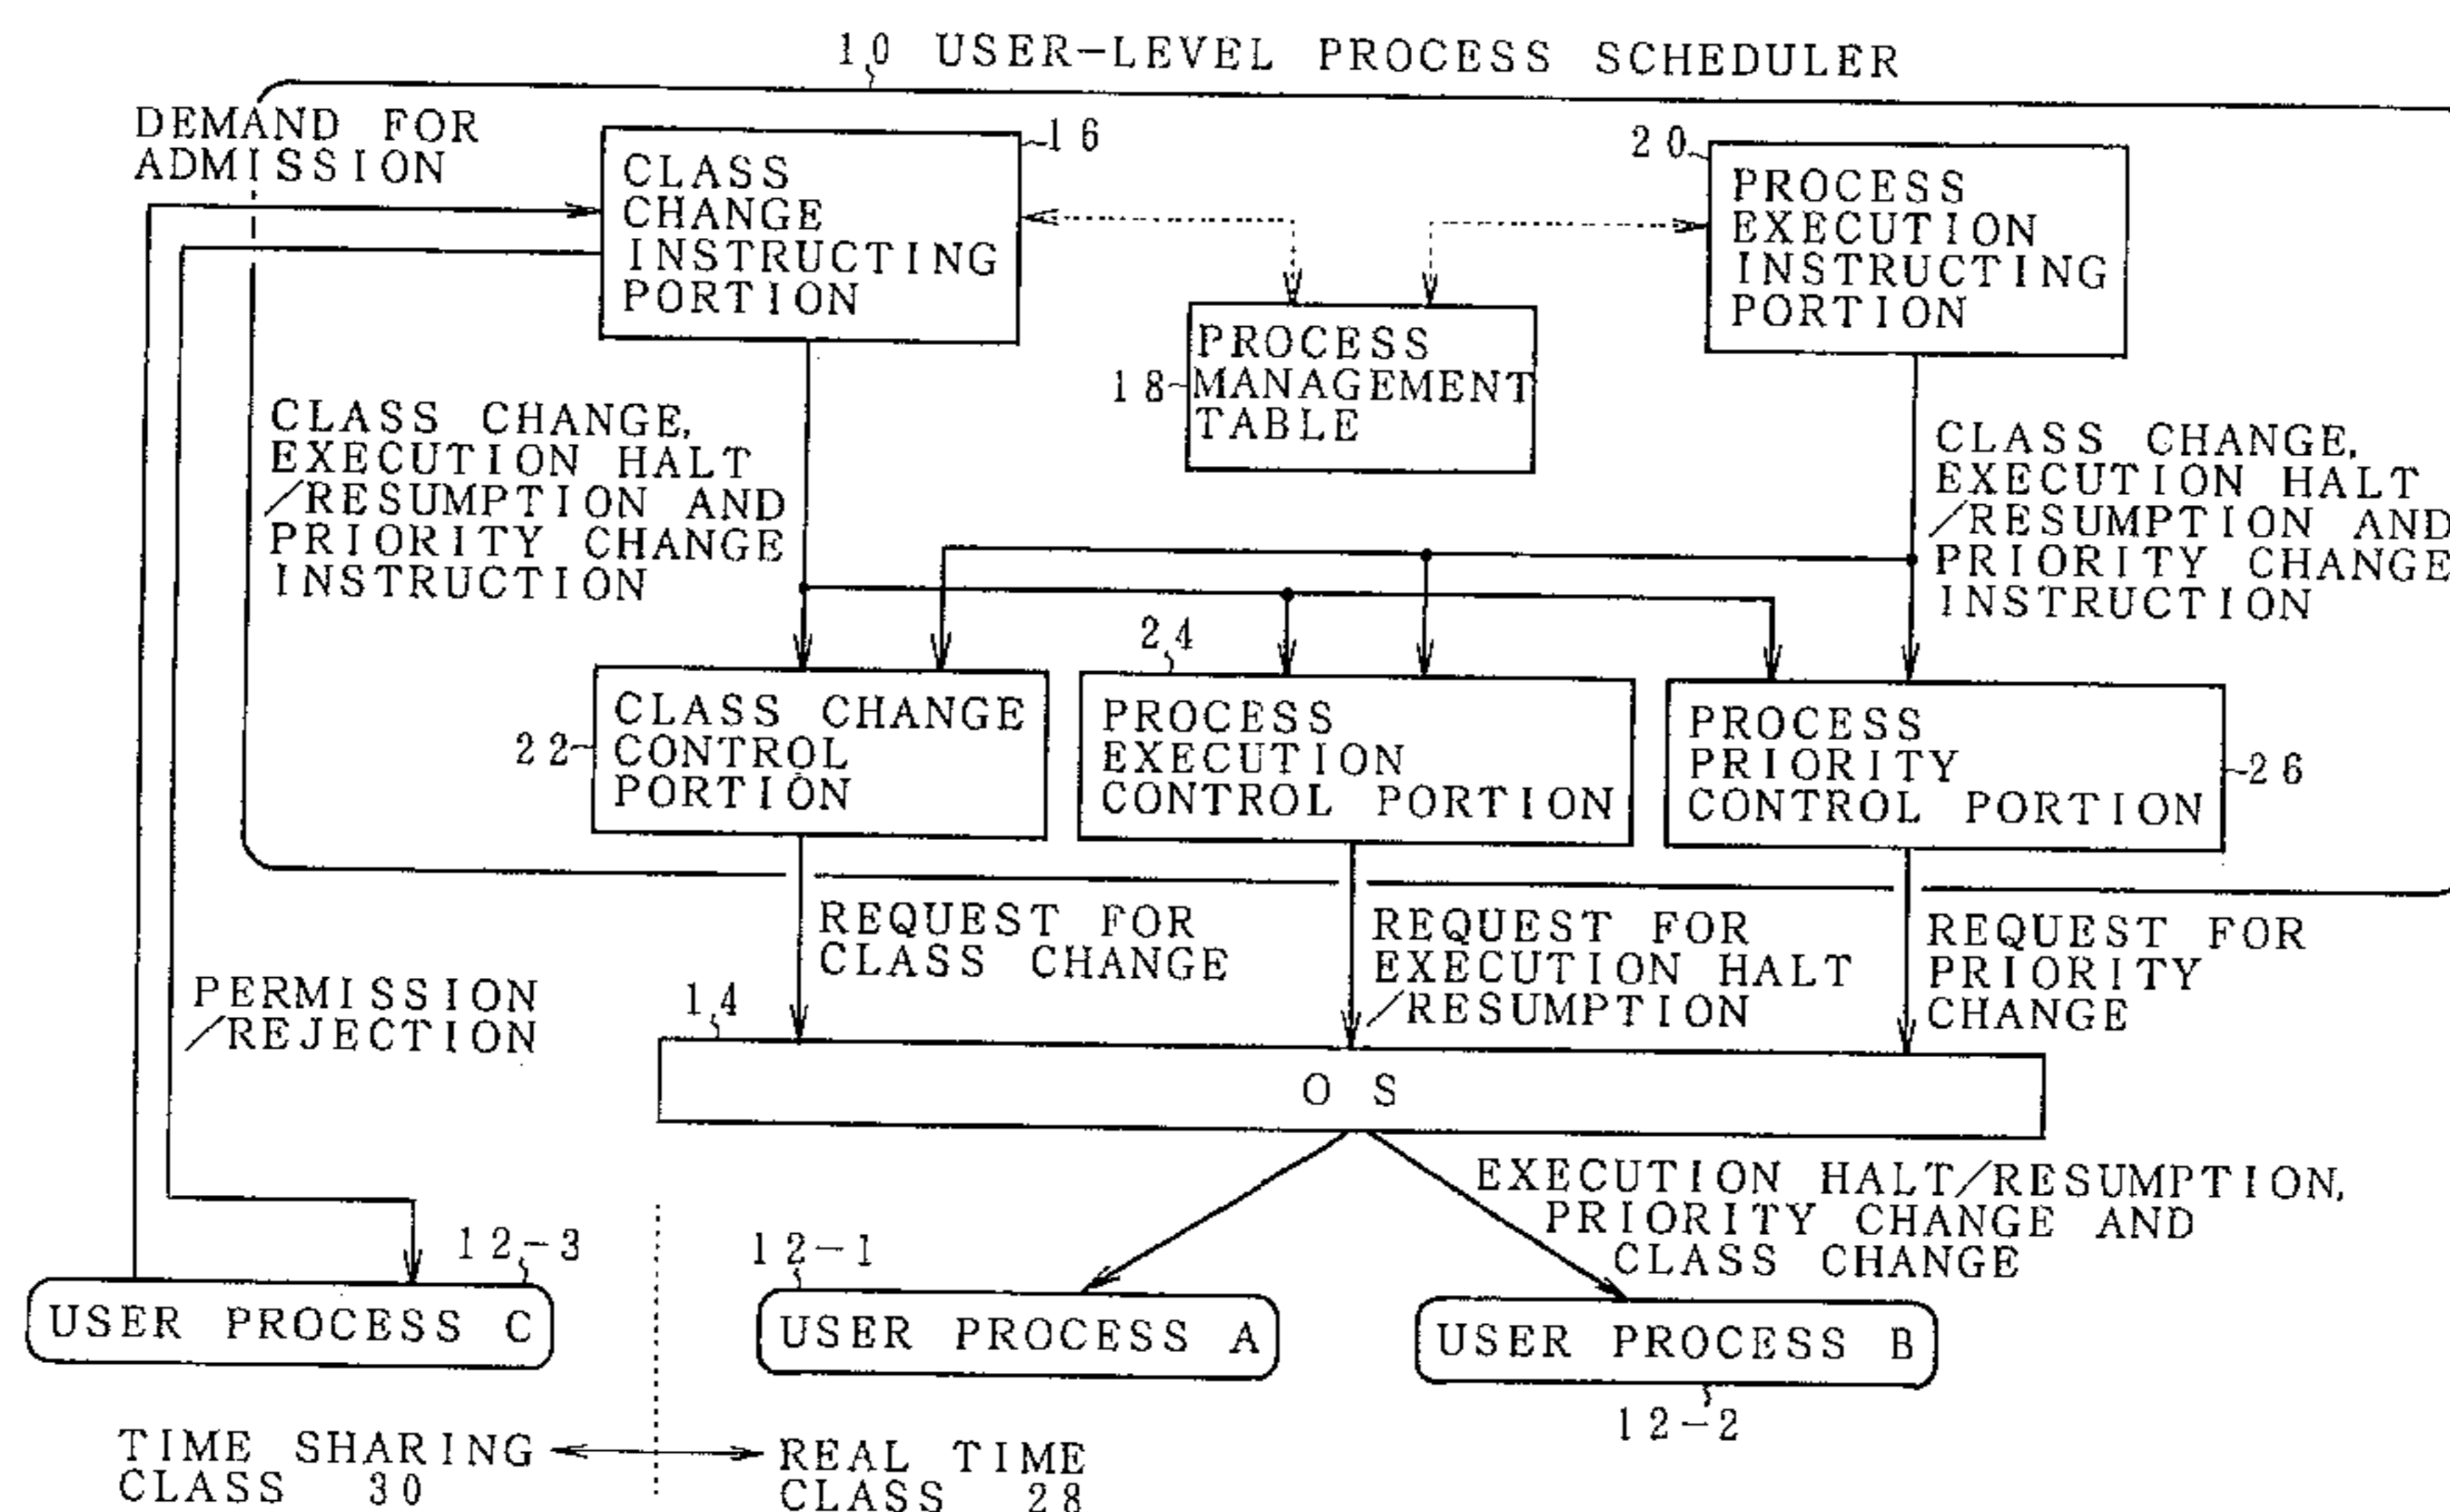 10 USER-LEVEL PROCESS SCHEDULER
DEMAND FOR
ADMISSION
16
CLASS
CHANGE
INSTRUCTING
PORTION
20
PROCESS
EXECUTION
INSTRUCTING
PORTION
18
PROCESS
MANAGEMENT
TABLE
CLASS CHANGE,
EXECUTION HALT
/RESUMPTION AND
PRIORITY CHANGE
INSTRUCTION
CLASS CHANGE,
EXECUTION HALT
/RESUMPTION AND
PRIORITY CHANGE
INSTRUCTION
22
CLASS CHANGE
CONTROL
PORTION
24
PROCESS
EXECUTION
CONTROL PORTION
PROCESS
PRIORITY
CONTROL PORTION
26
REQUEST FOR
CLASS CHANGE
REQUEST FOR
EXECUTION HALT
/RESUMPTION
REQUEST FOR
PRIORITY
CHANGE
PERMISSION
/REJECTION
14
OS
EXECUTION HALT/RESUMPTION,
PRIORITY CHANGE AND
CLASS CHANGE
12-3
USER PROCESS C
12-1
USER PROCESS A
USER PROCESS B
12-2
TIME SHARING
CLASS 30
REAL TIME
CLASS 28